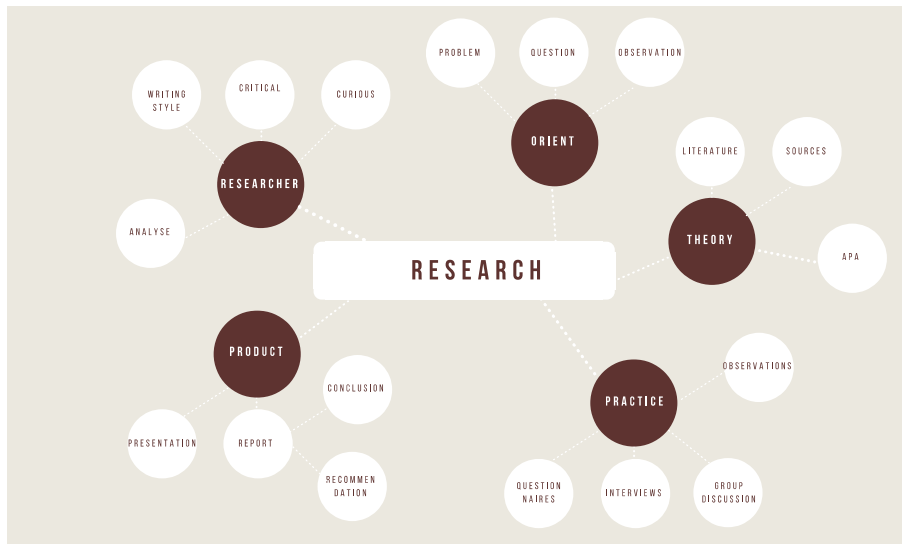 PROBLEM
QUESTION
OBSERVATION
WRITING
STYLE
CRITICAL
CURIOUS
ORIENT
LITERATURE
SOURCES
RESEARCHER
ANALYSE
THEORY
APA
RESEARCH
PRODUCT
OBSERVATIONS
CONCLUSION
PRACTICE
PRESENTATION
REPORT
RECOMMEN
DATION
QUESTION
NAIRES
INTERVIEWS
GROUP
DISCUSSION